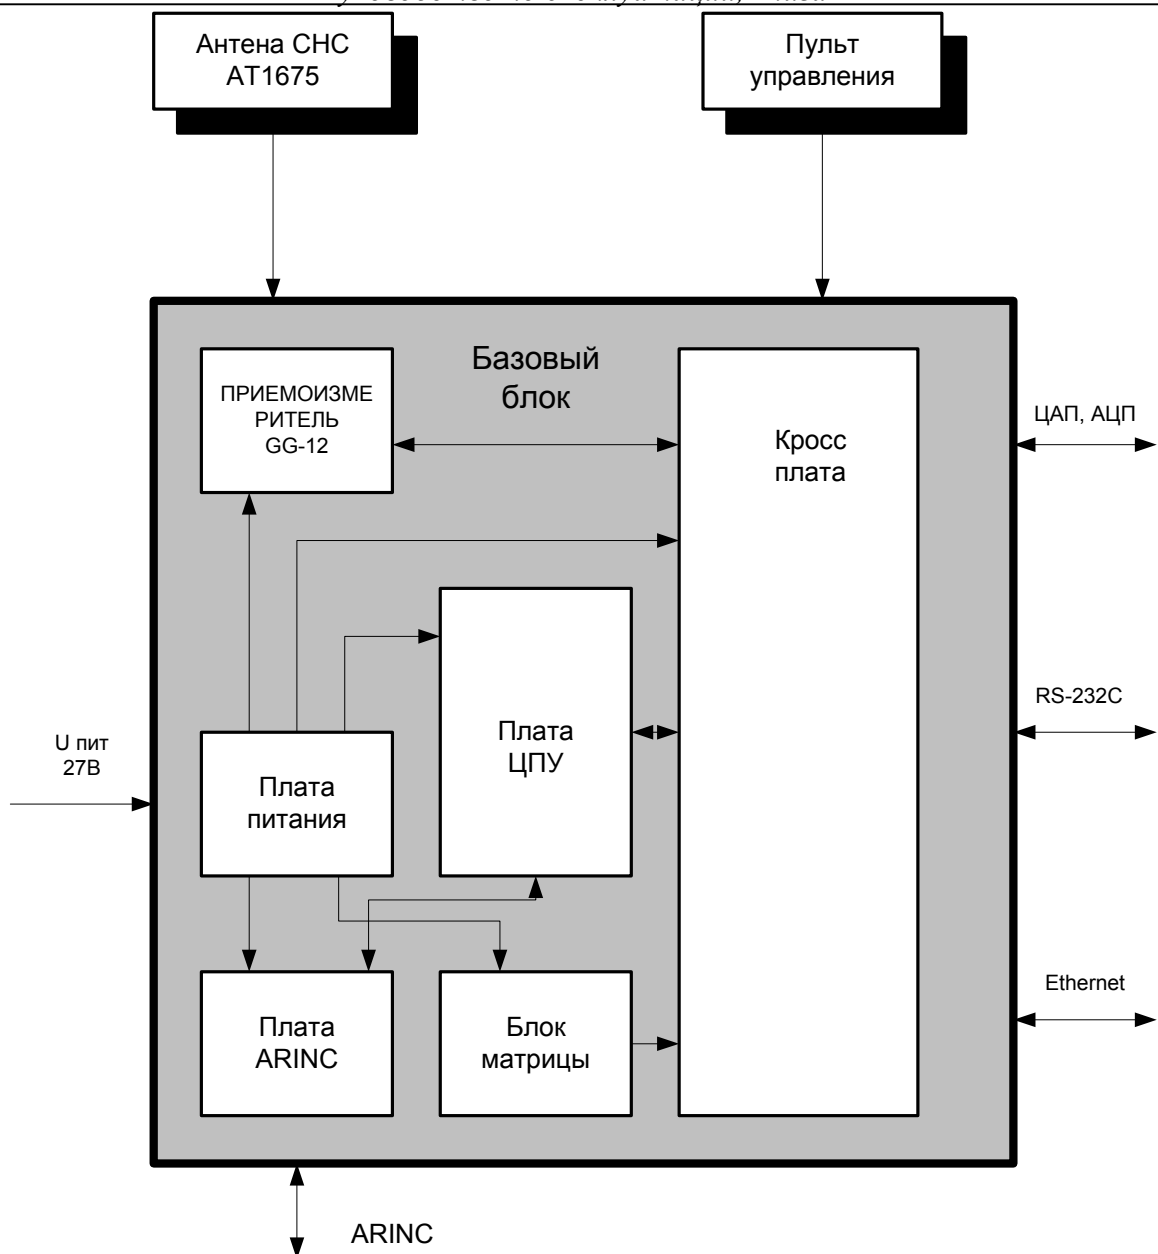 Антена СНС
АТ1675
Пульт
управления
Базовый
блок
ПРИЕМОИЗМЕ
РИТЕЛЬ
GG-12
Кросс
плата
ЦАП, АЦП
RS-232C
U пит
27В
Плата
ЦПУ
Плата
питания
Ethernet
Плата
ARINC
Блок
матрицы
ARINC